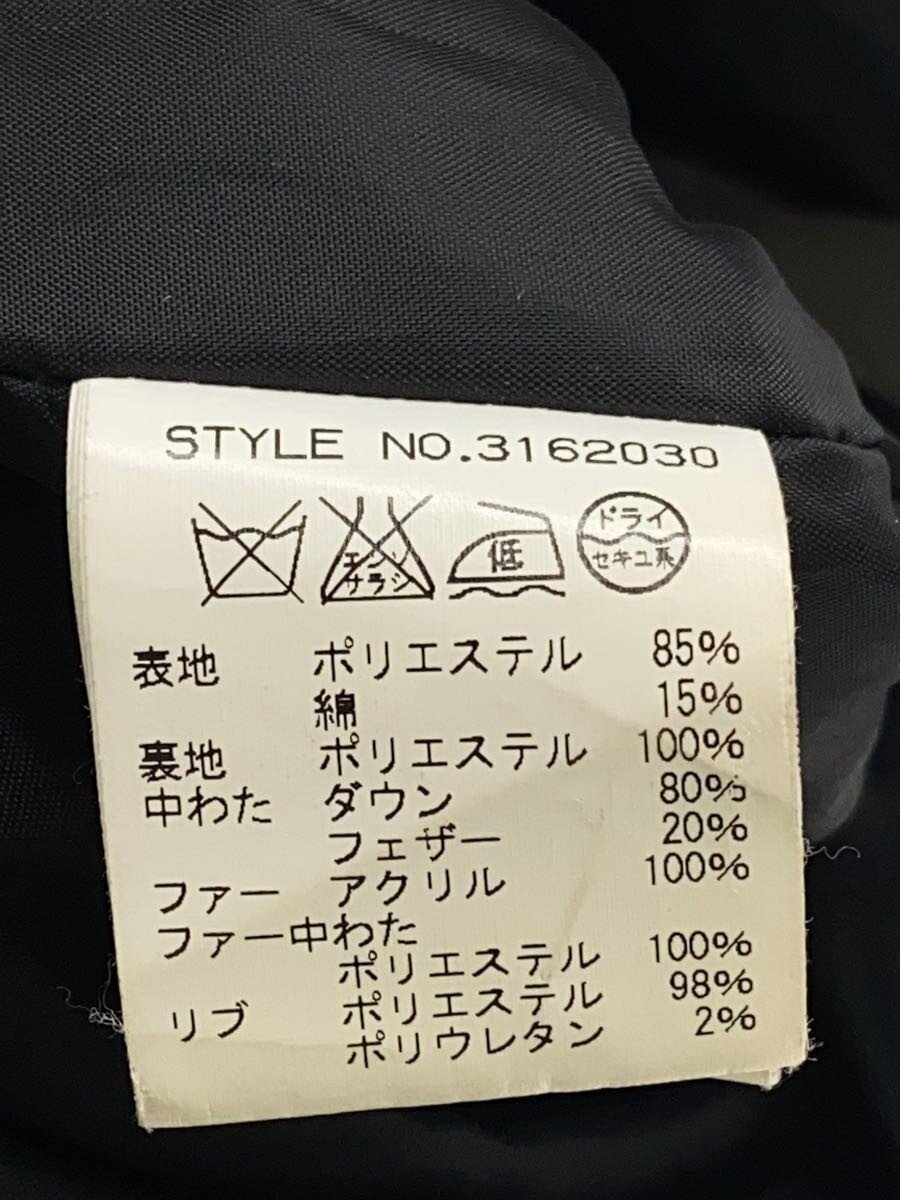 STYLE NO.3162030
エンソ サラシ
低
ドライ
セキユ系
表地 ポリエステル 85%
綿 15%
裏地 ポリエステル 100%
中わた ダウン 80%
フェザー 20%
ファー アクリル 100%
ファー中わた
ポリエステル 100%
リブ ポリエステル 98%
ポリウレタン 2%